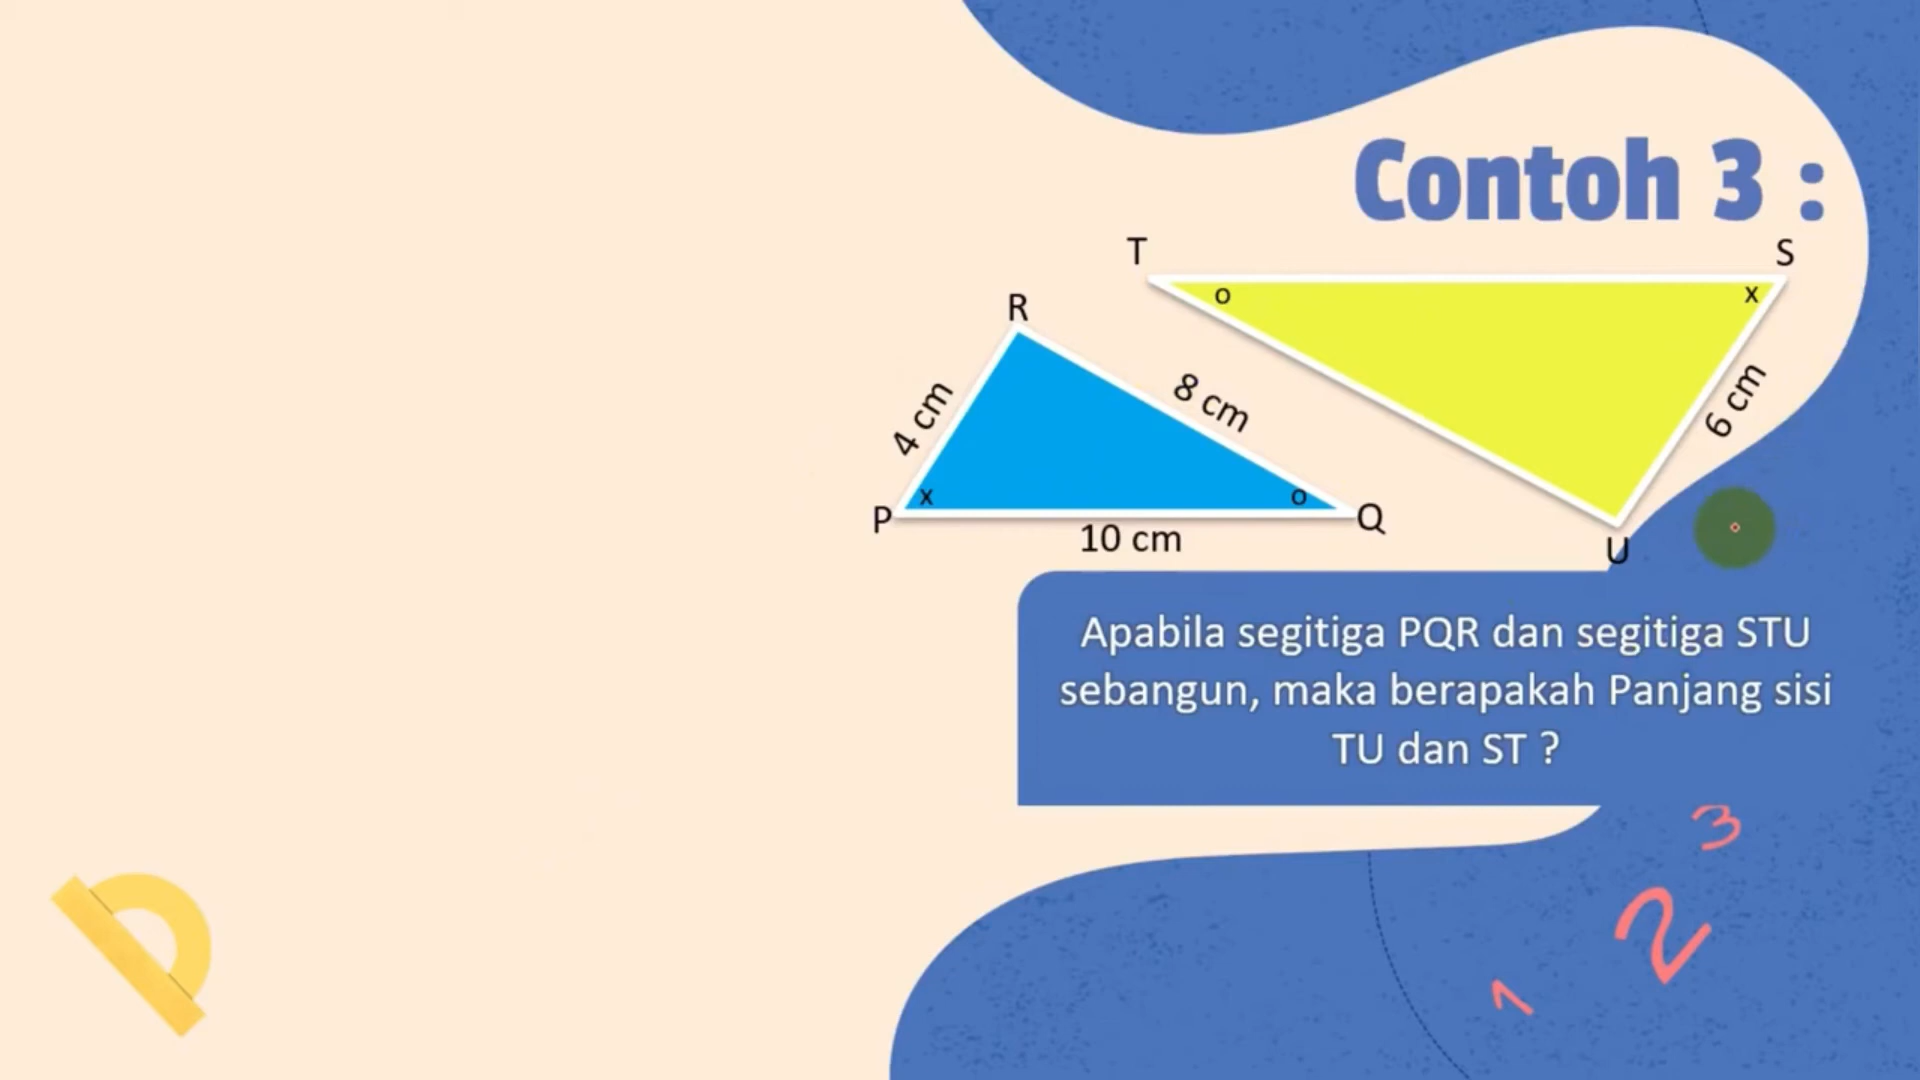 Contoh 3 :
T
S
o
x
R
4 cm
8 cm
6 cm
x
o
P
Q
10 cm
U
Apabila segitiga PQR dan segitiga STU
sebangun, maka berapakah Panjang sisi
TU dan ST ?
3
2
1